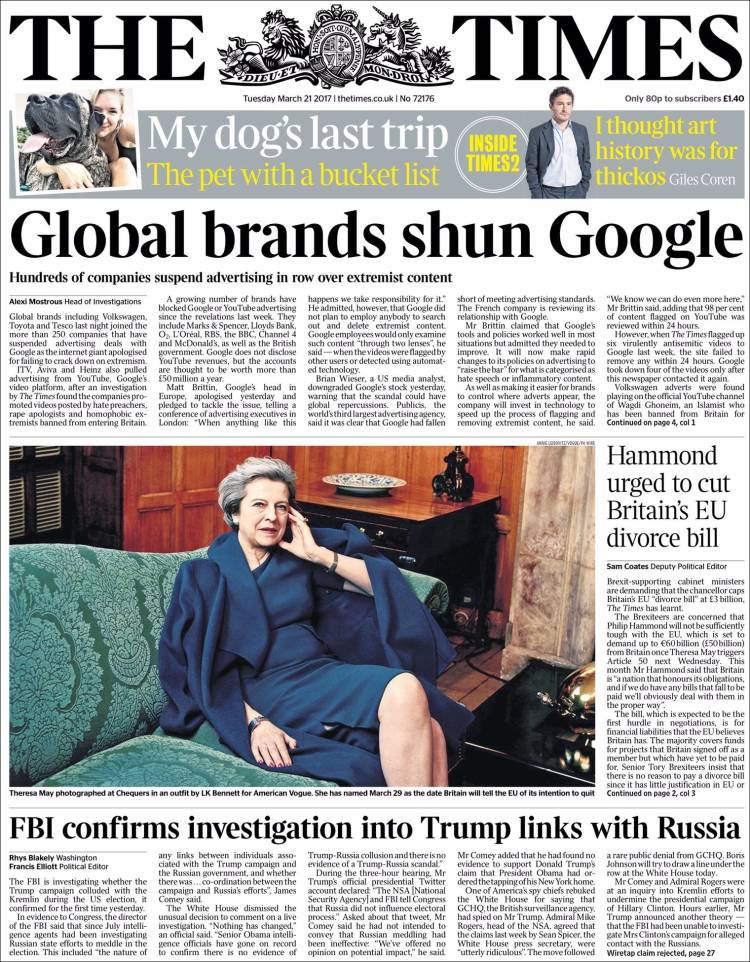 THE TIMES
DIEU ET MON DROIT
Tuesday March 21 2017 | thetimes.co.uk | No 72176
Only 80p to subscribers £1.40
My dog's last trip
The pet with a bucket list
INSIDE
TIMES2
I thought art
history was for
thickos Giles Coren
Global brands shun Google
Hundreds of companies suspend advertising in row over extremist content
Alexi Mostrous Head of Investigations
Global brands including Volkswagen,
Toyota and Tesco last night joined the
more than 250 companies that have
suspended advertising deals with
Google as the internet giant apologised
for failing to crack down on extremism.
ITV, Aviva and Heinz also pulled
advertising from YouTube, Google's
video platform, after an investigation
by The Times found the companies pro-
moted videos posted by hate preachers,
rape apologists and homophobic ex-
tremists banned from entering Britain.
A growing number of brands have
blocked Google or YouTube advertising
since the revelations last week. They
include Marks & Spencer, Lloyds Bank,
O2, L'Oréal, RBS, the BBC, Channel 4
and McDonald's, as well as the British
government. Google does not disclose
YouTube revenues, but the accounts
are thought to be worth more than
£50 million a year.
Matt Brittin, Google's head in
Europe, apologised yesterday and
pledged to tackle the issue, telling a
conference of advertising executives in
London: "When anything like this
happens we take responsibility for it."
He admitted, however, that Google did
not plan to employ anybody to search
out and delete extremist content.
Google employees would only examine
such content "through two lenses", he
said — when the videos were flagged by
other users or detected using automat-
ed technology.
Brian Wieser, a US media analyst,
downgraded Google's stock yesterday,
warning that the scandal could have
global repercussions. Publicis, the
world's third largest advertising agency,
said it was clear that Google had fallen
short of meeting advertising standards.
The French company is reviewing its
relationship with Google.
Mr Brittin claimed that Google's
tools and policies worked well in most
situations but admitted they needed to
improve. It will now make rapid
changes to its policies on advertising to
"raise the bar" for what is categorised as
hate speech or inflammatory content.
As well as making it easier for brands
to control where adverts appear, the
company will invest in technology to
speed up the process of flagging and
removing extremist content, he said.
"We know we can do even more here,"
Mr Brittin said, adding that 98 per cent
of content flagged on YouTube was
reviewed within 24 hours.
However, when The Times flagged up
six virulently antisemitic videos to
Google last week, the site failed to
remove any within 24 hours. Google
took down four of the videos only after
this newspaper contacted it again.
Volkswagen adverts were found
playing on the official YouTube channel
of Wagdi Ghoneim, an Islamist who
has been banned from Britain for
Continued on page 4, col 1
ANNIE LEIBOVITZ/VOGUE/PA WIRE
Theresa May photographed at Chequers in an outfit by LK Bennett for American Vogue. She has named March 29 as the date Britain will tell the EU of its intention to quit
Hammond
urged to cut
Britain's EU
divorce bill
Sam Coates Deputy Political Editor
Brexit-supporting cabinet ministers
are demanding that the chancellor caps
Britain's EU "divorce bill" at £3 billion,
The Times has learnt.
The Brexiteers are concerned that
Philip Hammond will not be sufficiently
tough with the EU, which is set to
demand up to €60 billion (£50 billion)
from Britain once Theresa May triggers
Article 50 next Wednesday. This
month Mr Hammond said that Britain
is "a nation that honours its obligations,
and if we do have any bills that fall to be
paid we'll obviously deal with them in
the proper way".
The bill, which is expected to be the
first hurdle in negotiations, is for
financial liabilities that the EU believes
Britain has. The majority covers funds
for projects that Britain signed off as a
member but which have yet to be paid
for. Senior Tory Brexiteers insist that
there is no reason to pay a divorce bill
since it has little justification in EU or
Continued on page 2, col 3
FBI confirms investigation into Trump links with Russia
Rhys Blakely Washington
Francis Elliott Political Editor
The FBI is investigating whether the
Trump campaign colluded with the
Kremlin during the US election, it
confirmed for the first time yesterday.
In evidence to Congress, the director
of the FBI said that since July intelli-
gence agents had been investigating
Russian state efforts to meddle in the
election. This included "the nature of
any links between individuals asso-
ciated with the Trump campaign and
the Russian government, and whether
there was ... co-ordination between the
campaign and Russia's efforts", James
Comey said.
The White House dismissed the
unusual decision to comment on a live
investigation. "Nothing has changed,"
an official said. "Senior Obama intelli-
gence officials have gone on record
to confirm there is no evidence of
Trump-Russia collusion and there is no
evidence of a Trump-Russia scandal."
During the three-hour hearing, Mr
Trump's official presidential Twitter
account declared: "The NSA [National
Security Agency] and FBI tell Congress
that Russia did not influence electoral
process." Asked about that tweet, Mr
Comey said he had not intended to
convey that Russian meddling had
been ineffective: "We've offered no
opinion on potential impact," he said.
Mr Comey added that he had found no
evidence to support Donald Trump's
claim that President Obama had or-
dered the tapping of his New York home.
One of America's spy chiefs rebuked
the White House for saying that
GCHQ, the British surveillance agency,
had spied on Mr Trump. Admiral Mike
Rogers, head of the NSA, agreed that
the claims last week by Sean Spicer, the
White House press secretary, were
"utterly ridiculous". The move followed
a rare public denial from GCHQ. Boris
Johnson will try to draw a line under the
row at the White House today.
Mr Comey and Admiral Rogers were
at an inquiry into Kremlin efforts to
undermine the presidential campaign
of Hillary Clinton. Hours earlier, Mr
Trump announced another theory —
that the FBI had been unable to investi-
gate Mrs Clinton's campaign for alleged
contact with the Russians.
Wiretap claim rejected, page 27